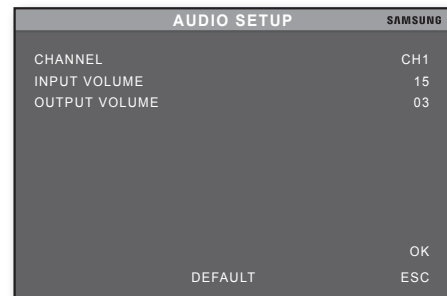 AUDIO SETUP SAMSUNG
CHANNEL CH1
INPUT VOLUME 15
OUTPUT VOLUME 03
OK
DEFAULT ESC